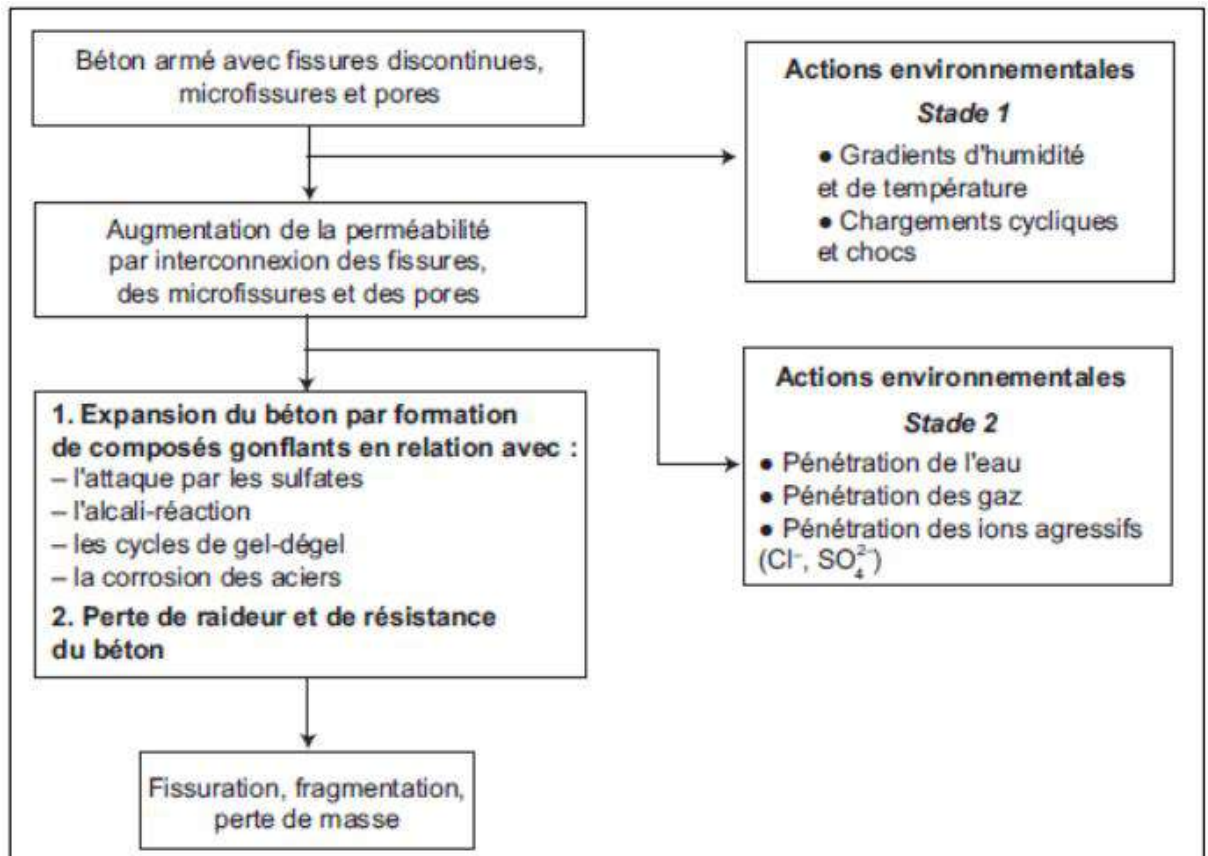 Béton armé avec fissures discontinues,
microfissures et pores
Actions environnementales
Stade 1
● Gradients d'humidité
et de température
● Chargements cycliques
et chocs
Augmentation de la perméabilité
par interconnexion des fissures,
des microfissures et des pores
Actions environnementales
Stade 2
● Pénétration de l'eau
● Pénétration des gaz
● Pénétration des ions agressifs
(Cl⁻, SO₄²⁻)
1. Expansion du béton par formation
de composés gonflants en relation avec :
– l'attaque par les sulfates
– l'alcali-réaction
– les cycles de gel-dégel
– la corrosion des aciers
2. Perte de raideur et de résistance
du béton
Fissuration, fragmentation,
perte de masse